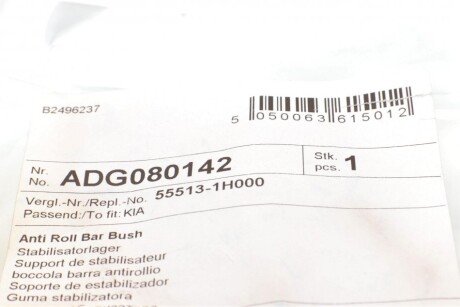 B2496237
5 050063 615012
Nr.
No. ADG080142
Stk.
pcs. 1
Vergl.-Nr./Repl.-No. 55513-1H000
Passend:/To fit: KIA
Anti Roll Bar Bush
Stabilisatorlager
Support de stabilisateur
boccola barra antirollio
Soporte de estabilizador
Guma stabilizatora